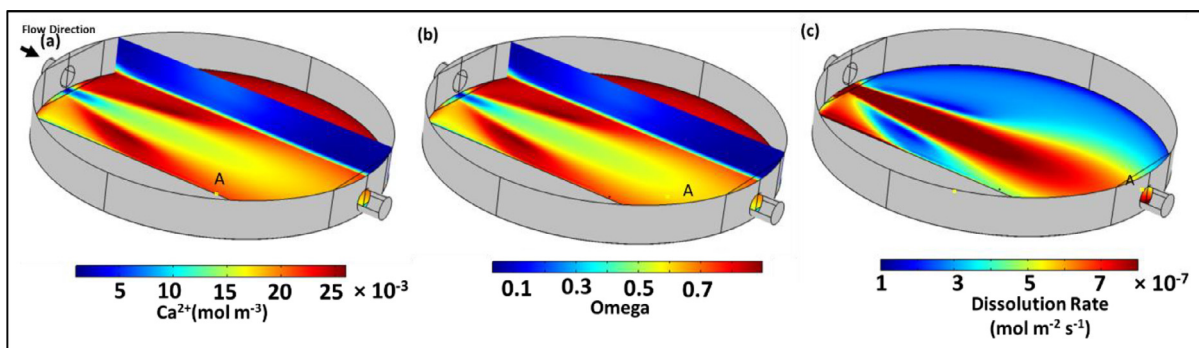 Flow Direction
(a)
(b)
(c)
A
A
A
5 10 15 20 25 × 10⁻³
Ca²⁺(mol m⁻³)
0.1 0.3 0.5 0.7
Omega
1 3 5 7 × 10⁻⁷
Dissolution Rate
(mol m⁻² s⁻¹)